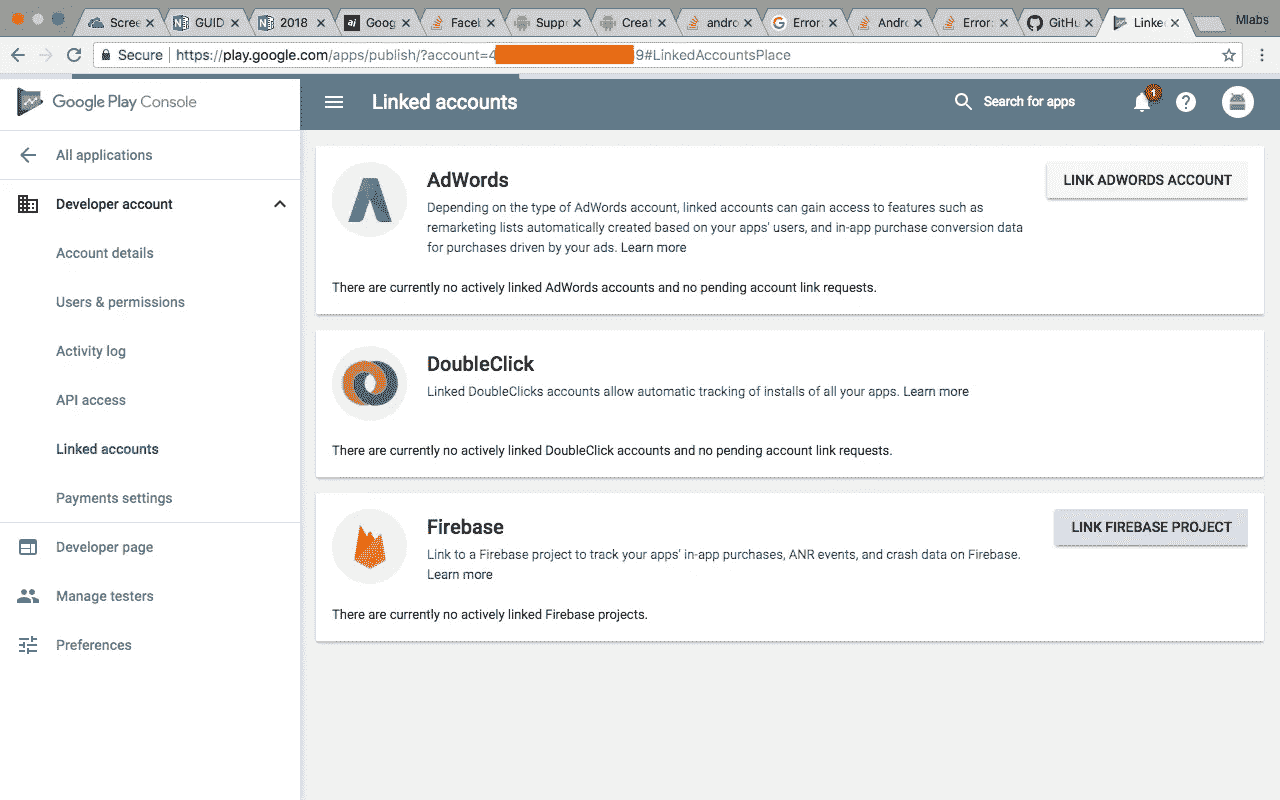 Scree
GUID
2018
Goog
Faceb
Suppo
Creat
andro
Error:
Andro
Error:
GitHu
Linke
Mlabs
Secure
https://play.google.com/apps/publish/?account=4
9#LinkedAccountsPlace
Google Play Console
Linked accounts
Search for apps
1
All applications
Developer account
Account details
Users & permissions
Activity log
API access
Linked accounts
Payments settings
Developer page
Manage testers
Preferences
AdWords
LINK ADWORDS ACCOUNT
Depending on the type of AdWords account, linked accounts can gain access to features such as
remarketing lists automatically created based on your apps' users, and in-app purchase conversion data
for purchases driven by your ads. Learn more
There are currently no actively linked AdWords accounts and no pending account link requests.
DoubleClick
Linked DoubleClicks accounts allow automatic tracking of installs of all your apps. Learn more
There are currently no actively linked DoubleClick accounts and no pending account link requests.
Firebase
LINK FIREBASE PROJECT
Link to a Firebase project to track your apps' in-app purchases, ANR events, and crash data on Firebase.
Learn more
There are currently no actively linked Firebase projects.